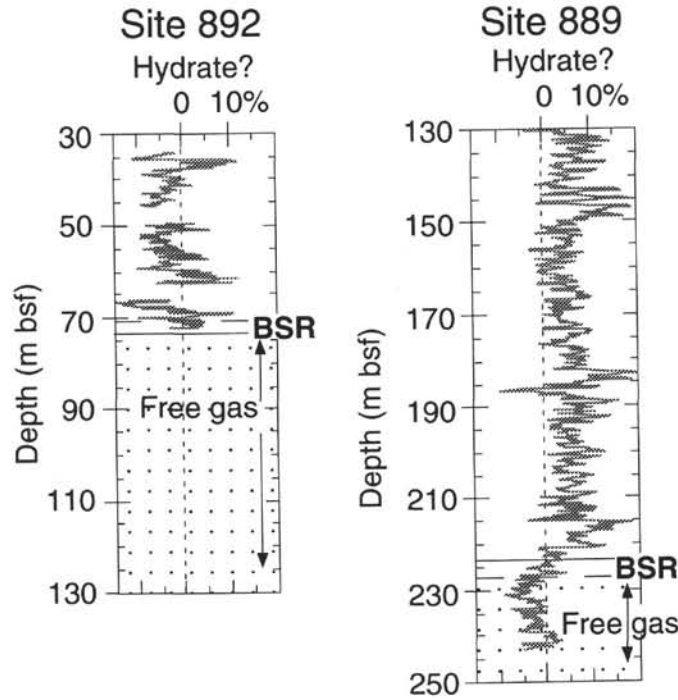 Site 892
Hydrate?
0 10%
30
50
70
90
110
130
Depth (m bsf)
BSR
Free gas
Site 889
Hydrate?
0 10%
130
150
170
190
210
230
250
Depth (m bsf)
BSR
Free gas